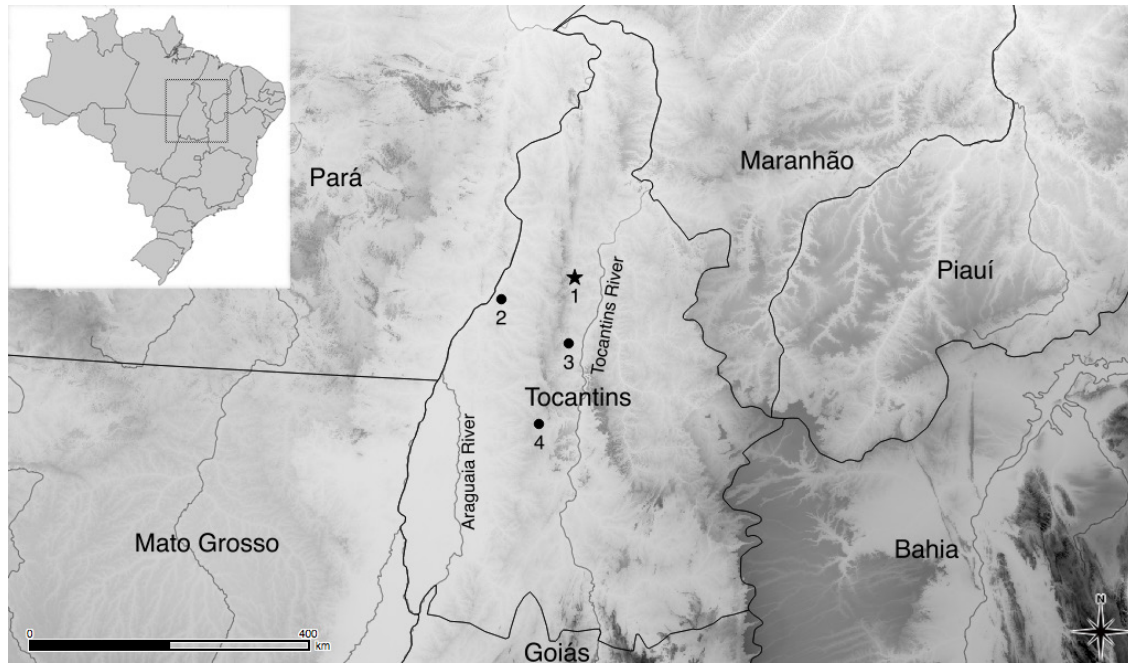 Pará
Maranhão
Piauí
1
2
Tocantins River
3
Tocantins
4
Araguaia River
Mato Grosso
Bahia
N
0
400
km
Goiás